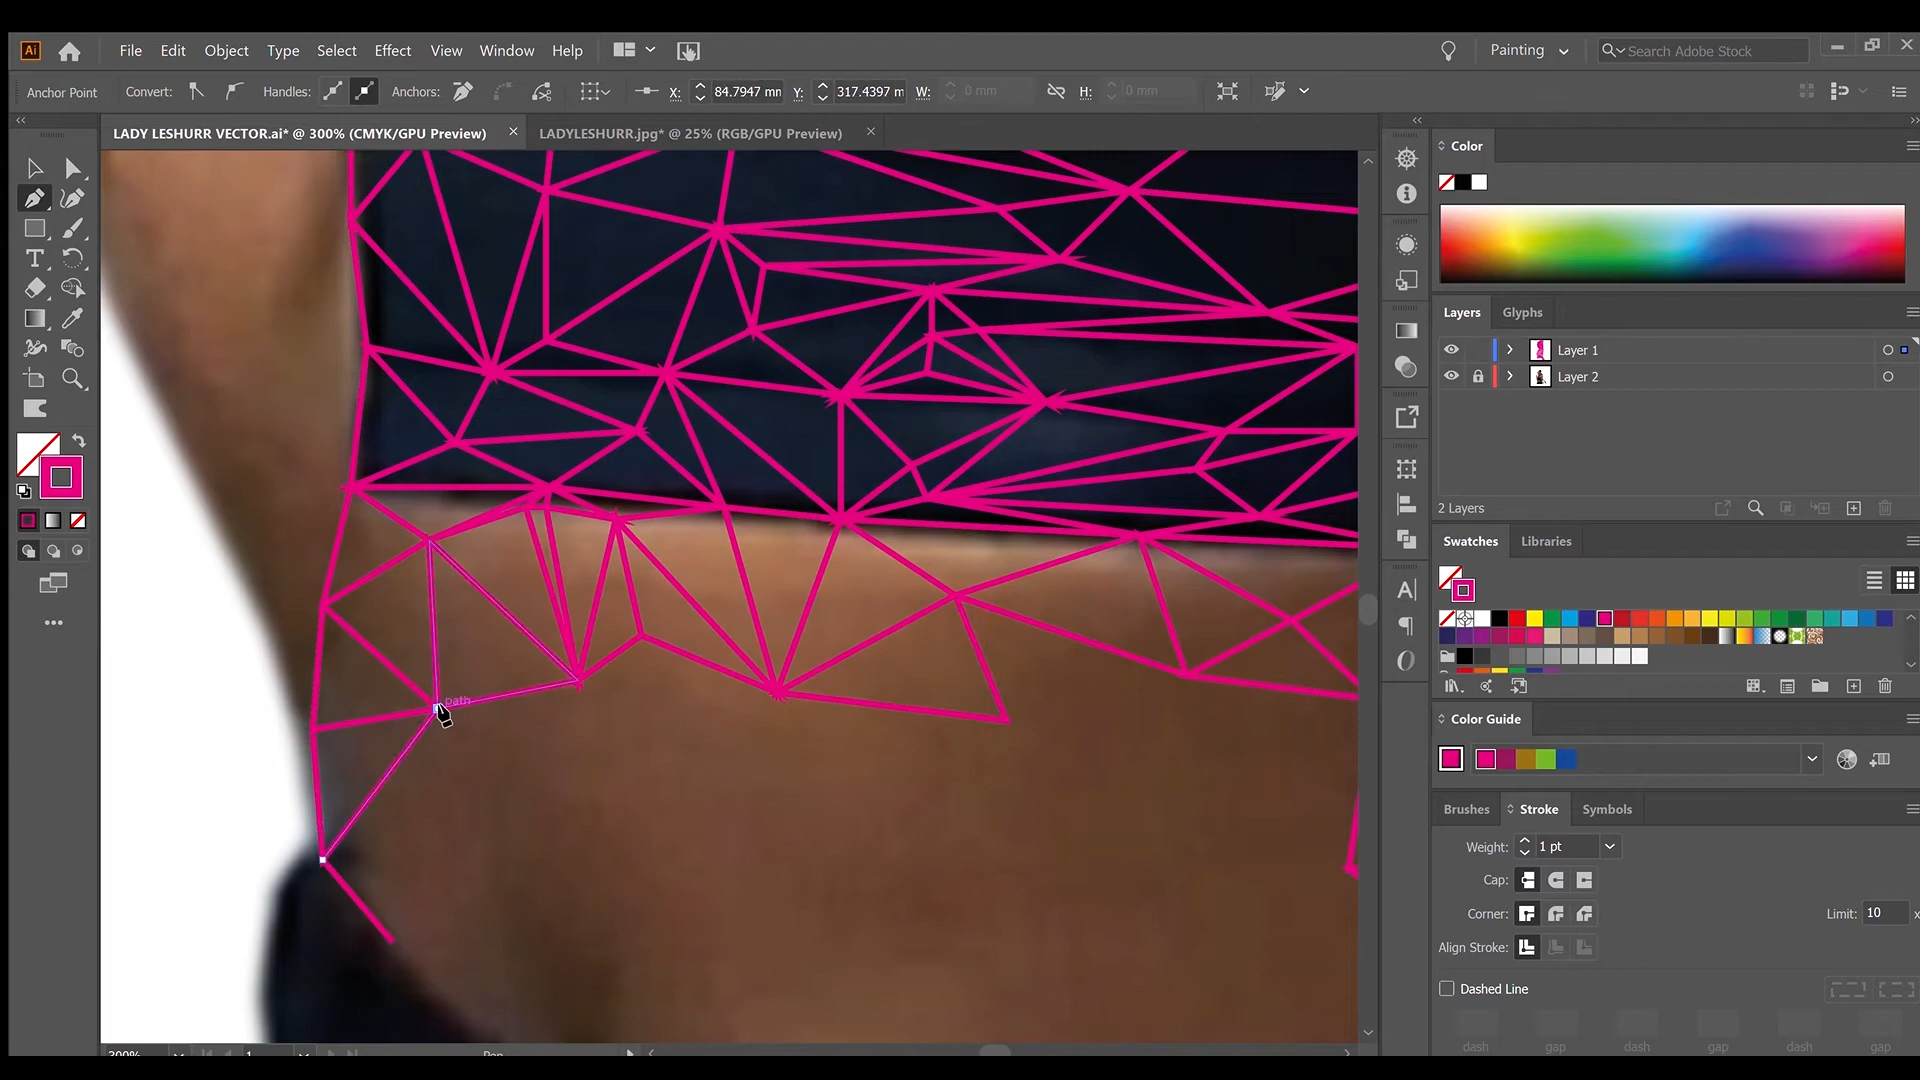 Ai File Edit Object Type Select Effect View Window Help Painting Search Adobe Stock
Anchor Point Convert: Handles: Anchors: X: 84.7947 mm Y: 317.4397 m W: 0 mm H: 0 mm
LADY LESHURR VECTOR.ai* @ 300% (CMYK/GPU Preview) × LADYLESHURR.jpg* @ 25% (RGB/GPU Preview) ×
Color
Layers Glyphs
Layer 1
Layer 2
2 Layers
Swatches Libraries
path
Color Guide
Brushes Stroke Symbols
Weight: 1 pt
Cap:
Corner: Limit: 10 x
Align Stroke:
Dashed Line
dash gap dash gap dash gap
300% 1 Pen